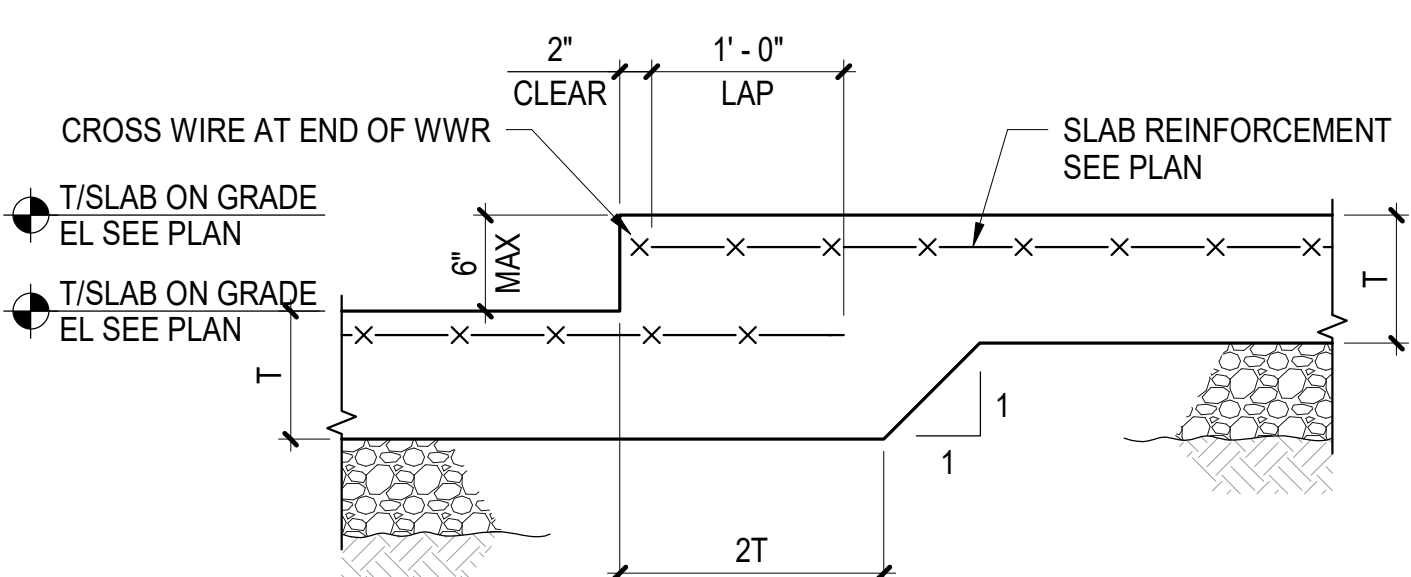 2" 1' - 0"
CLEAR LAP
CROSS WIRE AT END OF WWR
SLAB REINFORCEMENT
SEE PLAN
T/SLAB ON GRADE
EL SEE PLAN
6"
MAX
T
T/SLAB ON GRADE
EL SEE PLAN
T
1
1
2T